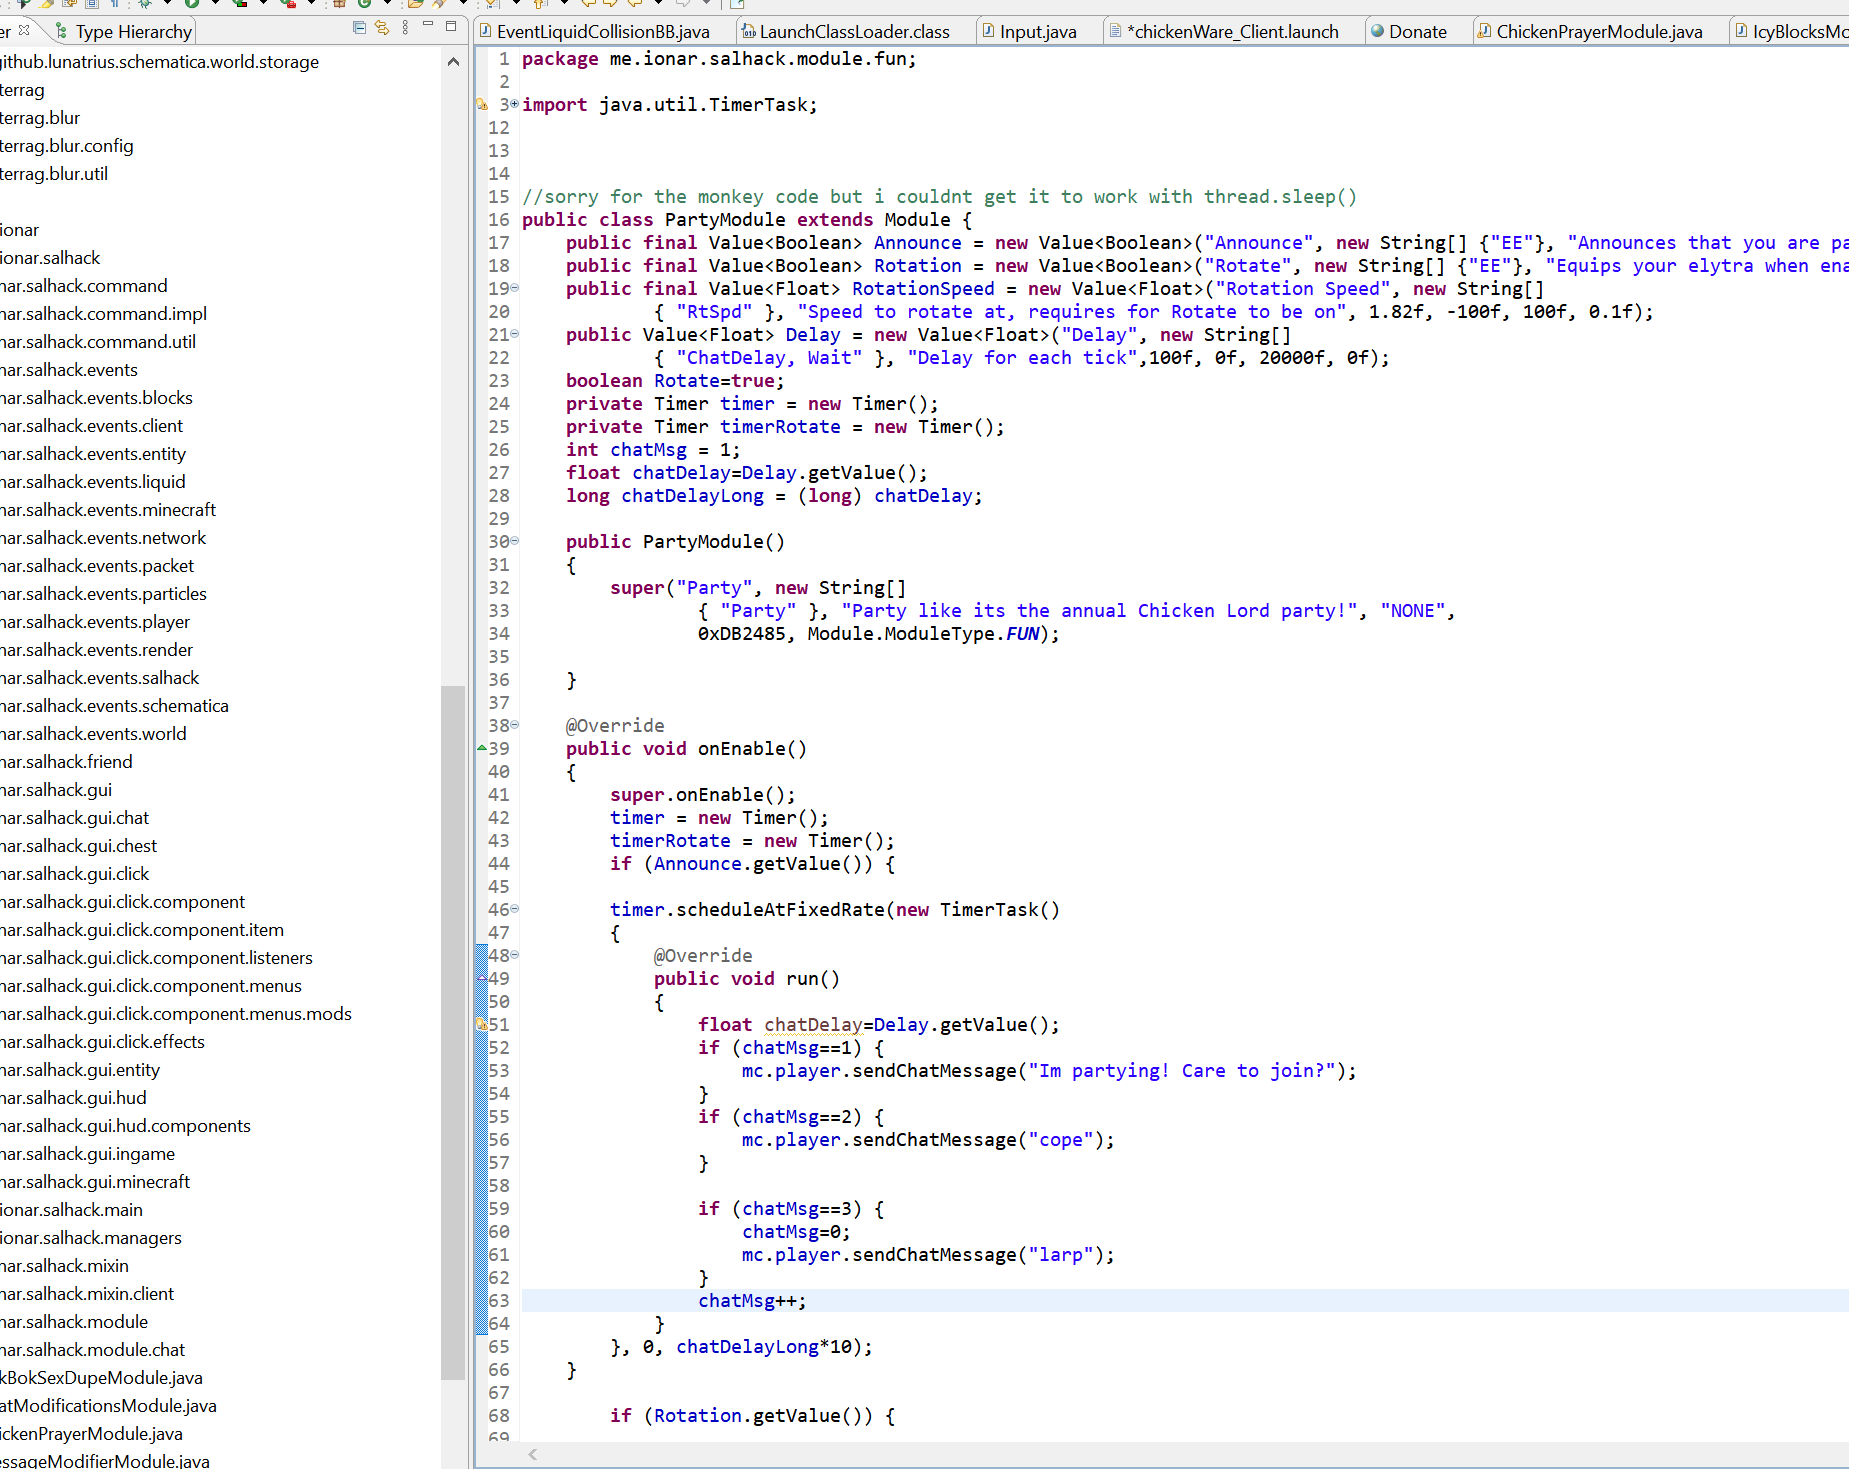 er Type Hierarchy
EventLiquidCollisionBB.java LaunchClassLoader.class Input.java *chickenWare_Client.launch Donate ChickenPrayerModule.java IcyBlocksMo
github.lunatrius.schematica.world.storage
terrag
terrag.blur
terrag.blur.config
terrag.blur.util
ionar
ionar.salhack
nar.salhack.command
nar.salhack.command.impl
nar.salhack.command.util
nar.salhack.events
nar.salhack.events.blocks
nar.salhack.events.client
nar.salhack.events.entity
nar.salhack.events.liquid
nar.salhack.events.minecraft
nar.salhack.events.network
nar.salhack.events.packet
nar.salhack.events.particles
nar.salhack.events.player
nar.salhack.events.render
nar.salhack.events.salhack
nar.salhack.events.schematica
nar.salhack.events.world
nar.salhack.friend
nar.salhack.gui
nar.salhack.gui.chat
nar.salhack.gui.chest
nar.salhack.gui.click
nar.salhack.gui.click.component
nar.salhack.gui.click.component.item
nar.salhack.gui.click.component.listeners
nar.salhack.gui.click.component.menus
nar.salhack.gui.click.component.menus.mods
nar.salhack.gui.click.effects
nar.salhack.gui.entity
nar.salhack.gui.hud
nar.salhack.gui.hud.components
nar.salhack.gui.ingame
nar.salhack.gui.minecraft
ionar.salhack.main
ionar.salhack.managers
nar.salhack.mixin
nar.salhack.mixin.client
nar.salhack.module
nar.salhack.module.chat
kBokSexDupeModule.java
atModificationsModule.java
ickenPrayerModule.java
essageModifierModule.java
1 package me.ionar.salhack.module.fun;
2
3 import java.util.TimerTask;
12
13
14
15 //sorry for the monkey code but i couldnt get it to work with thread.sleep()
16 public class PartyModule extends Module {
17 public final Value<Boolean> Announce = new Value<Boolean>("Announce", new String[] {"EE"}, "Announces that you are pa
18 public final Value<Boolean> Rotation = new Value<Boolean>("Rotate", new String[] {"EE"}, "Equips your elytra when ena
19 public final Value<Float> RotationSpeed = new Value<Float>("Rotation Speed", new String[]
20 { "RtSpd" }, "Speed to rotate at, requires for Rotate to be on", 1.82f, -100f, 100f, 0.1f);
21 public Value<Float> Delay = new Value<Float>("Delay", new String[]
22 { "ChatDelay, Wait" }, "Delay for each tick",100f, 0f, 20000f, 0f);
23 boolean Rotate=true;
24 private Timer timer = new Timer();
25 private Timer timerRotate = new Timer();
26 int chatMsg = 1;
27 float chatDelay=Delay.getValue();
28 long chatDelayLong = (long) chatDelay;
29
30 public PartyModule()
31 {
32 super("Party", new String[]
33 { "Party" }, "Party like its the annual Chicken Lord party!", "NONE",
34 0xDB2485, Module.ModuleType.FUN);
35
36 }
37
38 @Override
39 public void onEnable()
40 {
41 super.onEnable();
42 timer = new Timer();
43 timerRotate = new Timer();
44 if (Announce.getValue()) {
45
46 timer.scheduleAtFixedRate(new TimerTask()
47 {
48 @Override
49 public void run()
50 {
51 float chatDelay=Delay.getValue();
52 if (chatMsg==1) {
53 mc.player.sendChatMessage("Im partying! Care to join?");
54 }
55 if (chatMsg==2) {
56 mc.player.sendChatMessage("cope");
57 }
58
59 if (chatMsg==3) {
60 chatMsg=0;
61 mc.player.sendChatMessage("larp");
62 }
63 chatMsg++;
64 }
65 }, 0, chatDelayLong*10);
66 }
67
68 if (Rotation.getValue()) {
69